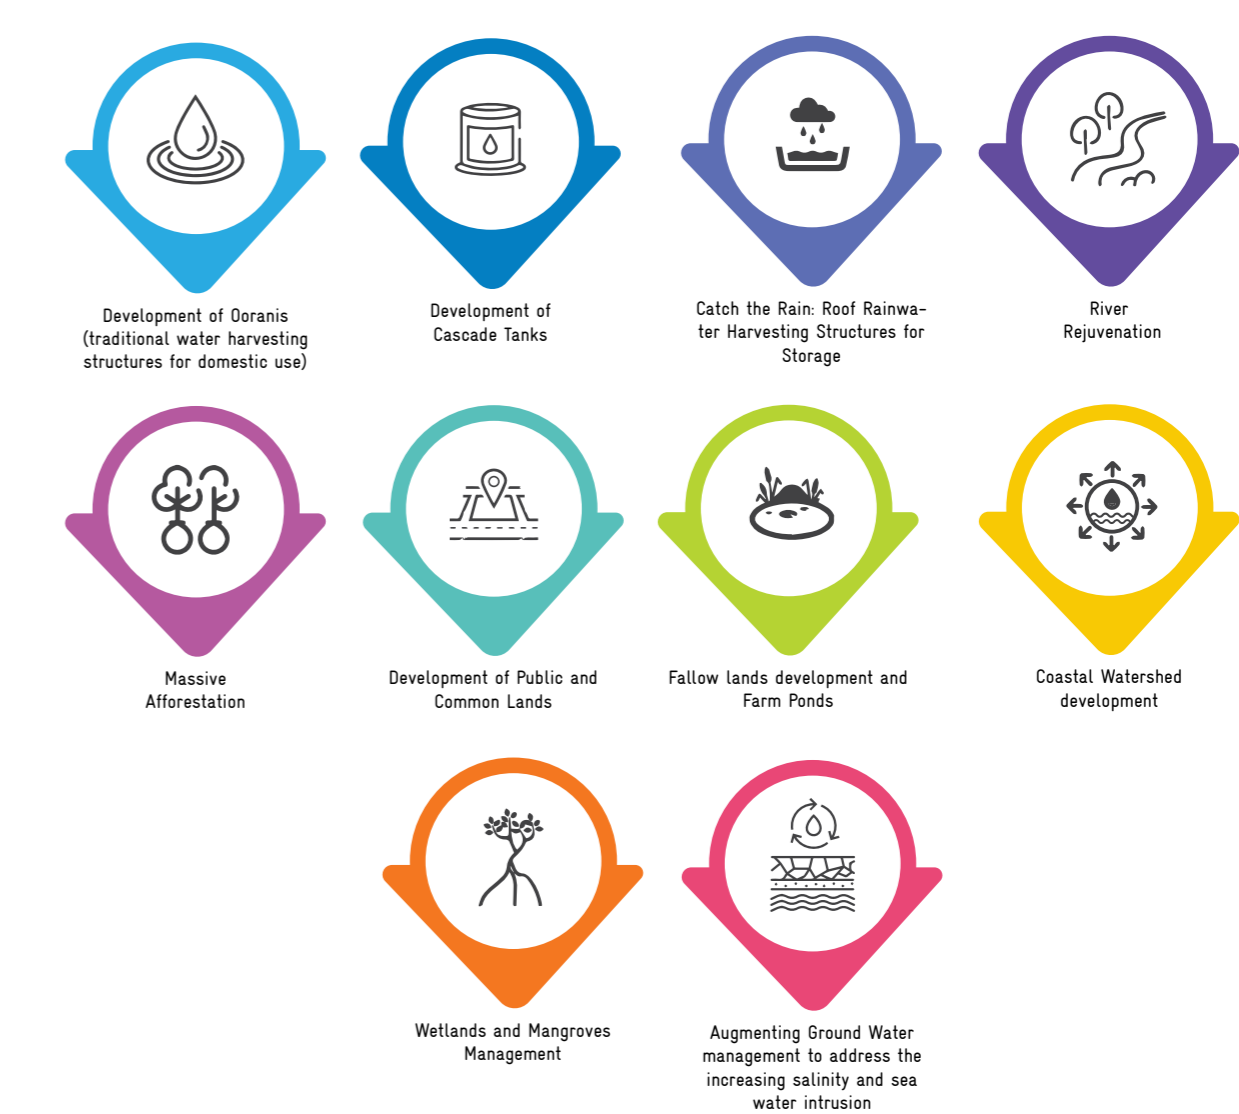 Development of Ooranis
(traditional water harvesting
structures for domestic use)
Development of
Cascade Tanks
Catch the Rain: Roof Rainwa-
ter Harvesting Structures for
Storage
River
Rejuvenation
Massive
Afforestation
Development of Public and
Common Lands
Fallow lands development and
Farm Ponds
Coastal Watershed
development
Wetlands and Mangroves
Management
Augmenting Ground Water
management to address the
increasing salinity and sea
water intrusion